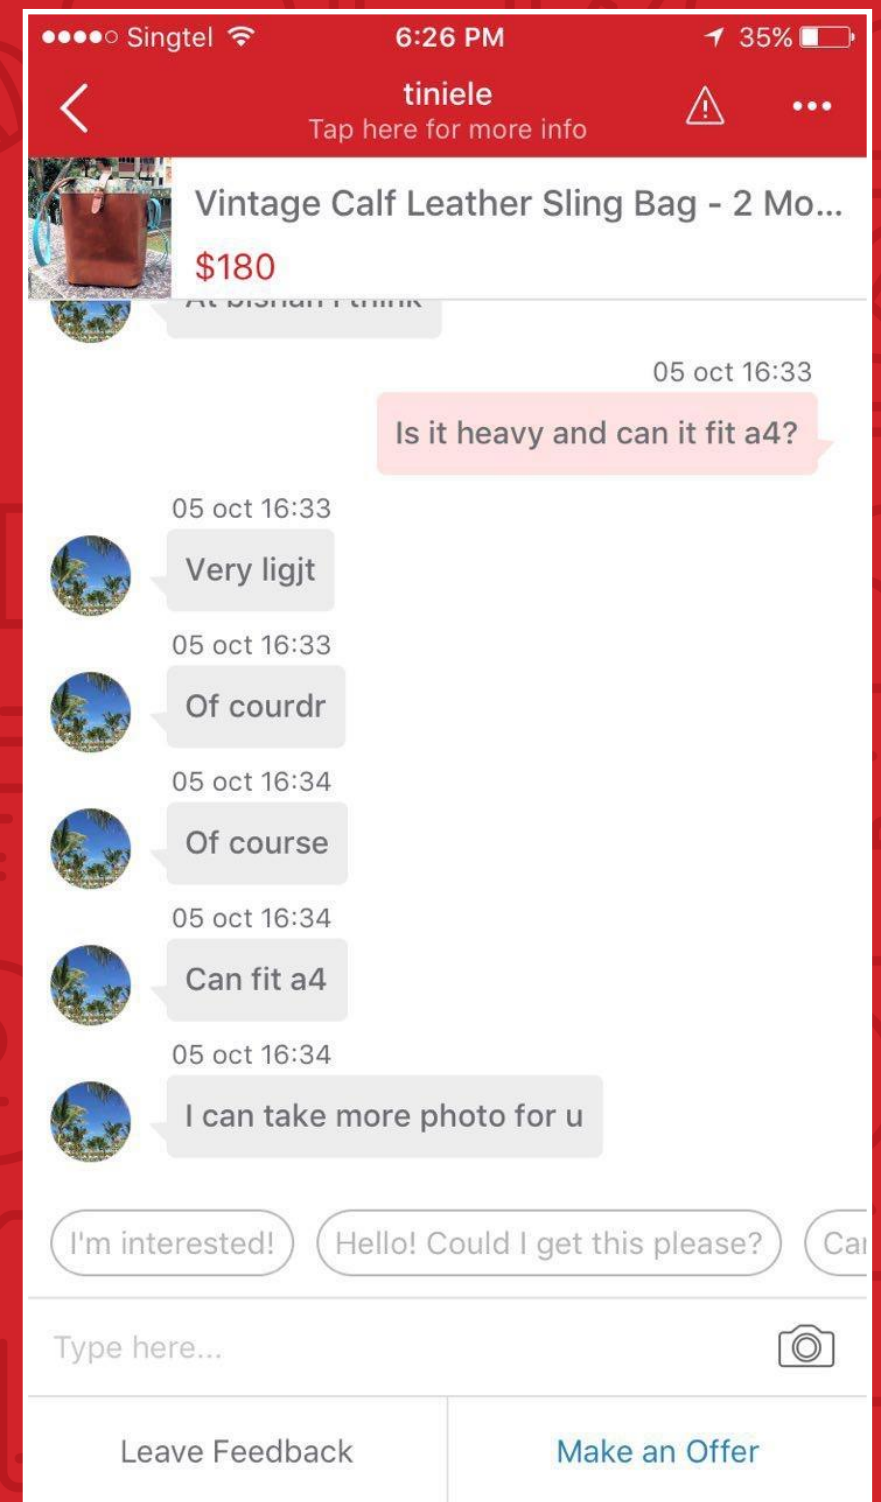 Singtel 6:26 PM 35%
tiniele
Tap here for more info
Vintage Calf Leather Sling Bag - 2 Mo...
$180
At bishan I think
05 oct 16:33
Is it heavy and can it fit a4?
05 oct 16:33
Very ligjt
05 oct 16:33
Of courdr
05 oct 16:34
Of course
05 oct 16:34
Can fit a4
05 oct 16:34
I can take more photo for u
I'm interested! Hello! Could I get this please? Ca
Type here...
Leave Feedback Make an Offer